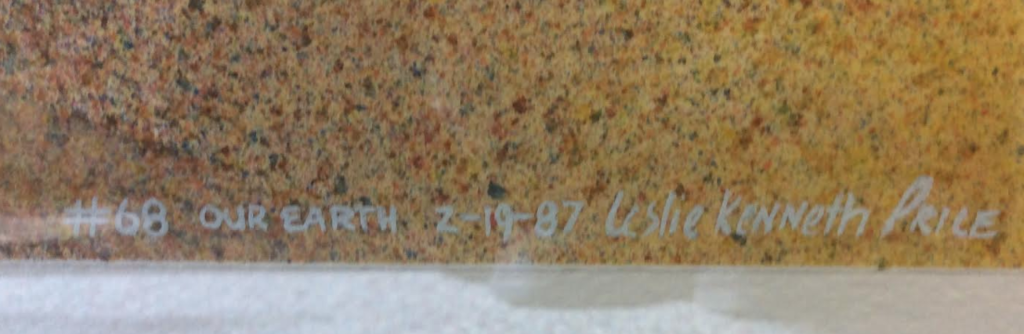 #68 OUR EARTH 2-19-87 Leslie Kenneth PRICE